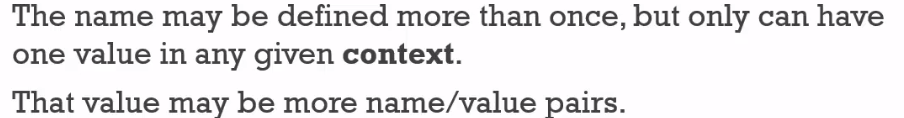 The name may be defined more than once, but only can have
one value in any given context.
That value may be more name/value pairs.